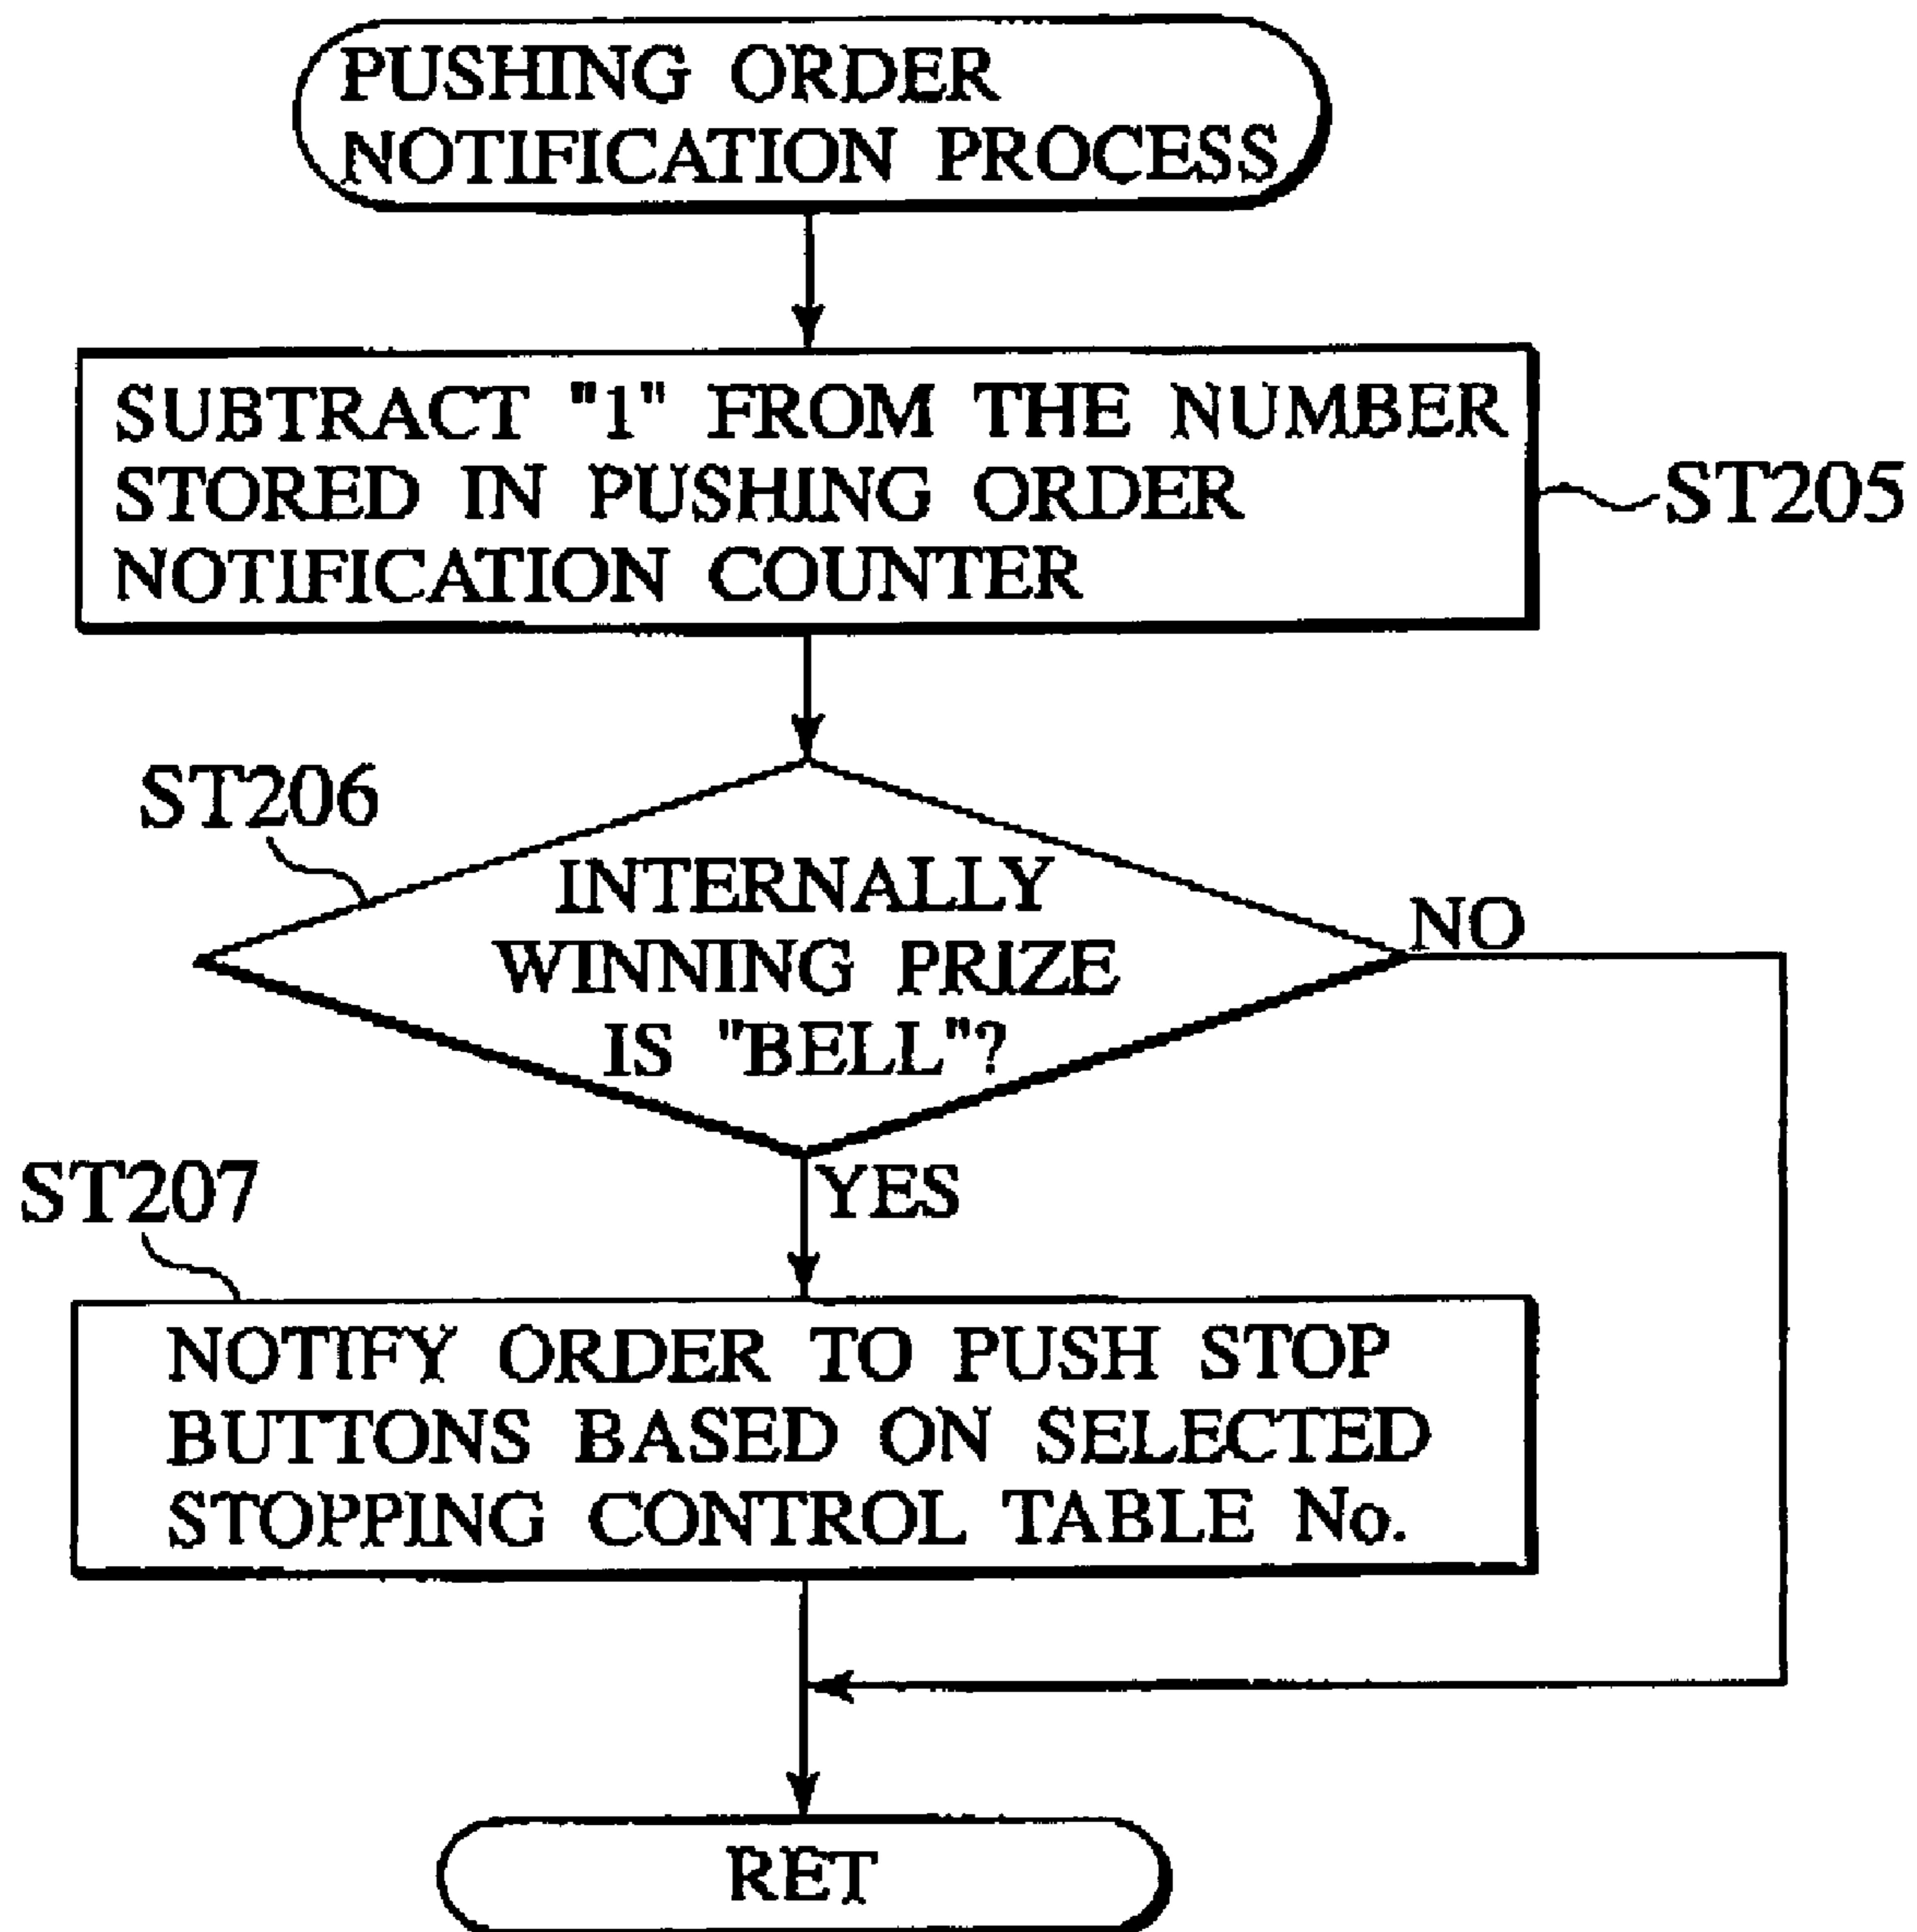 PUSHING ORDER
NOTIFICATION PROCESS
SUBTRACT "1" FROM THE NUMBER
STORED IN PUSHING ORDER
NOTIFICATION COUNTER
ST205
ST206
INTERNALLY
WINNING PRIZE
IS "BELL"?
NO
YES
ST207
NOTIFY ORDER TO PUSH STOP
BUTTONS BASED ON SELECTED
STOPPING CONTROL TABLE No.
RET